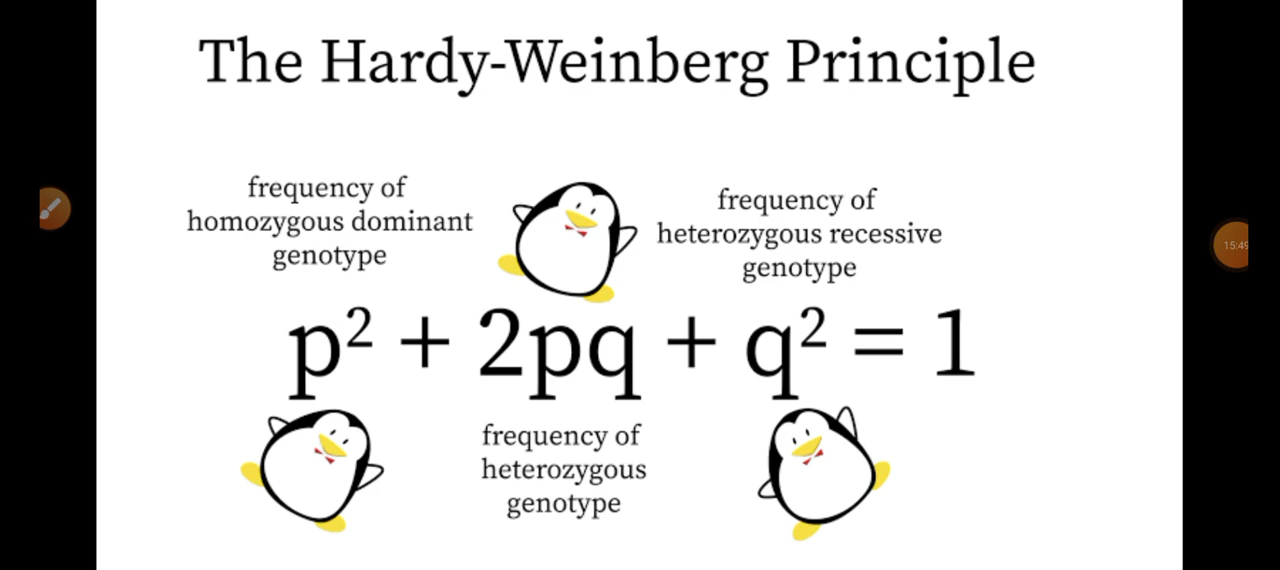 The Hardy-Weinberg Principle
frequency of
homozygous dominant
genotype
frequency of
heterozygous recessive
genotype
p² + 2pq + q² = 1
frequency of
heterozygous
genotype
15:49